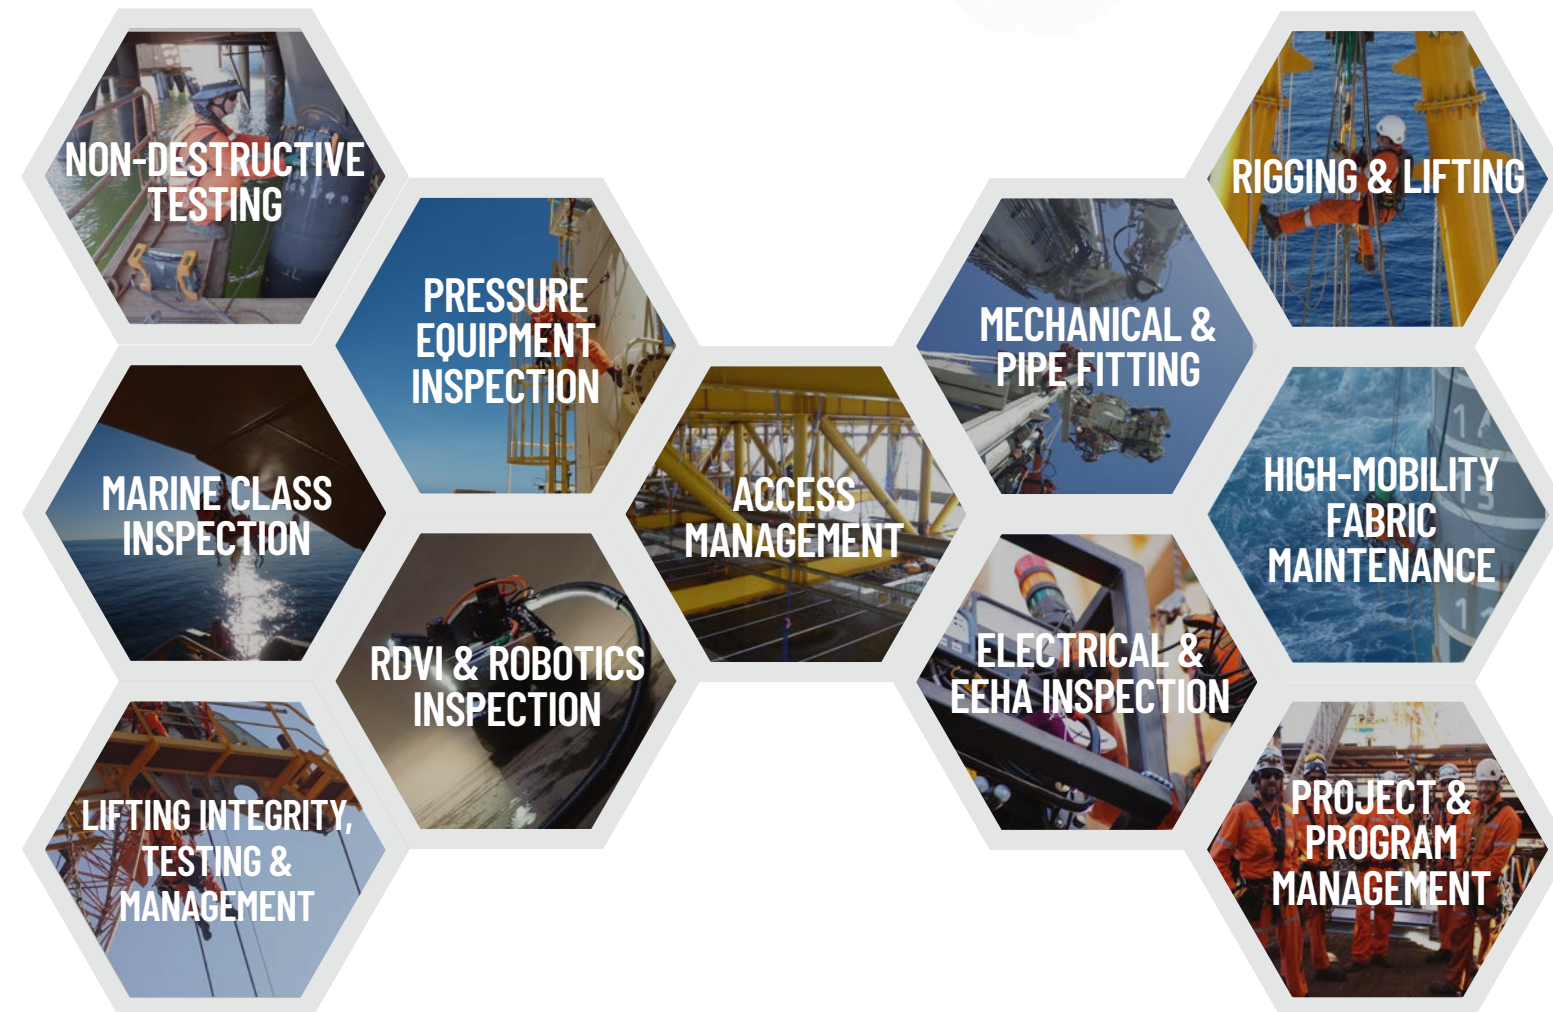 NON-DESTRUCTIVE
TESTING
PRESSURE
EQUIPMENT
INSPECTION
MARINE CLASS
INSPECTION
RDVI & ROBOTICS
INSPECTION
LIFTING INTEGRITY,
TESTING &
MANAGEMENT
ACCESS
MANAGEMENT
MECHANICAL &
PIPE FITTING
RIGGING & LIFTING
HIGH-MOBILITY
FABRIC
MAINTENANCE
ELECTRICAL &
EEHA INSPECTION
PROJECT &
PROGRAM
MANAGEMENT